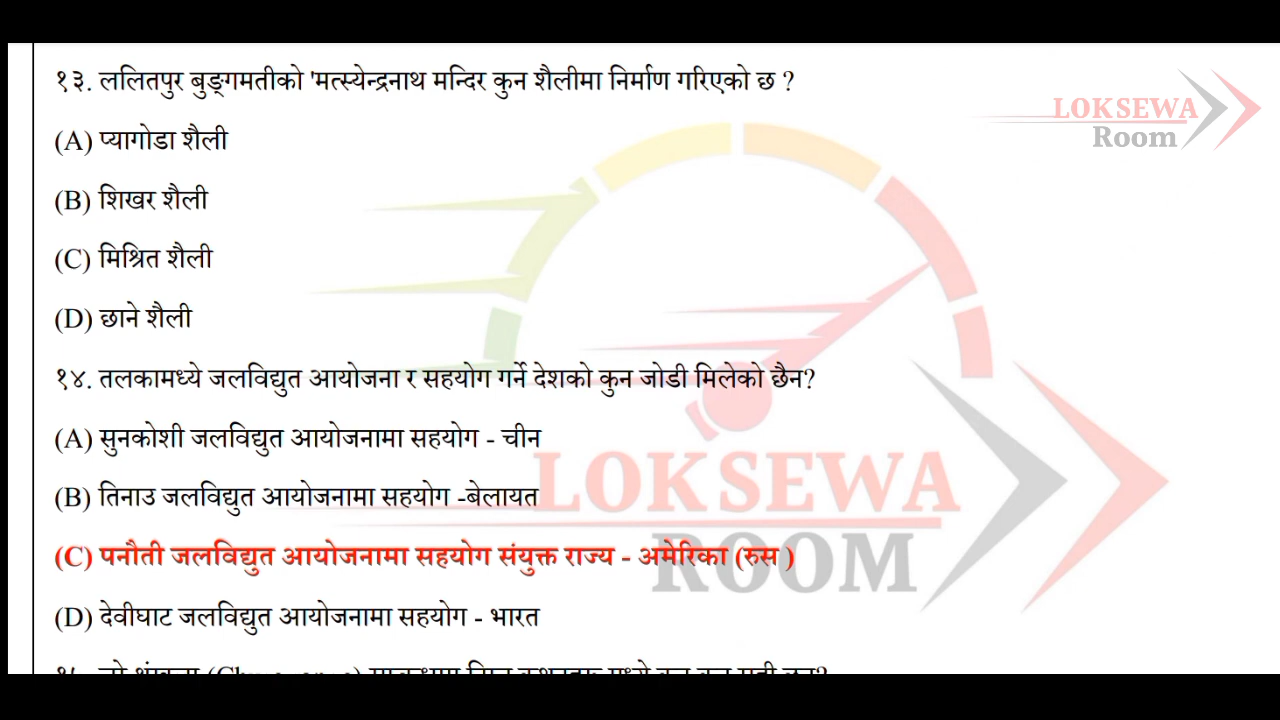 १३. ललितपुर बुङ्गमतीको 'मत्स्येन्द्रनाथ मन्दिर कुन शैलीमा निर्माण गरिएको छ ?
LOKSEWA
Room
(A) प्यागोडा शैली
(B) शिखर शैली
(C) मिश्रित शैली
(D) छाने शैली
१४. तलकामध्ये जलविद्युत आयोजना र सहयोग गर्ने देशको कुन जोडी मिलेको छैन?
(A) सुनकोशी जलविद्युत आयोजनामा सहयोग - चीन
(B) तिनाउ जलविद्युत आयोजनामा सहयोग -बेलायत
LOKSEWA
(C) पनौती जलविद्युत आयोजनामा सहयोग संयुक्त राज्य - अमेरिका (रुस )
ROOM
(D) देवीघाट जलविद्युत आयोजनामा सहयोग - भारत